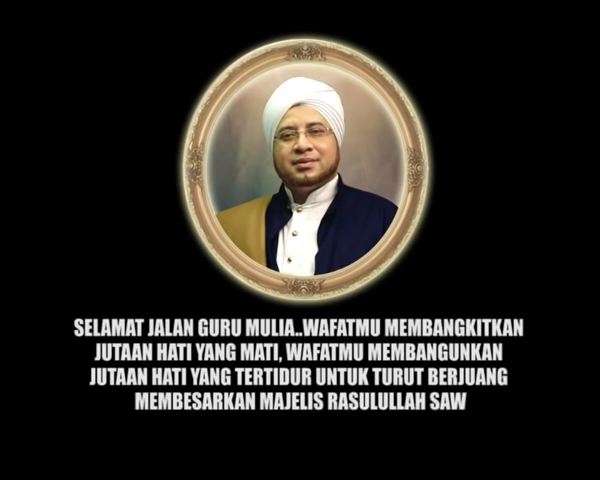 SELAMAT JALAN GURU MULIA..WAFATMU MEMBANGKITKAN
JUTAAN HATI YANG MATI, WAFATMU MEMBANGUNKAN
JUTAAN HATI YANG TERTIDUR UNTUK TURUT BERJUANG
MEMBESARKAN MAJELIS RASULULLAH SAW